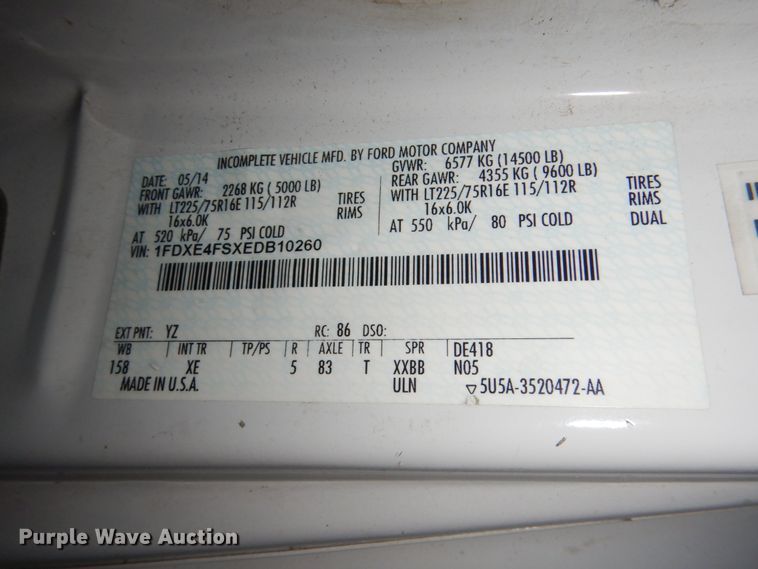 INCOMPLETE VEHICLE MFD. BY FORD MOTOR COMPANY
DATE: 05/14 GVWR: 6577 KG (14500 LB)
FRONT GAWR: 2268 KG ( 5000 LB) REAR GAWR: 4355 KG ( 9600 LB)
WITH LT225/75R16E 115/112R TIRES WITH LT225/75R16E 115/112R TIRES
16x6.0K RIMS 16x6.0K RIMS
AT 520 kPa/ 75 PSI COLD AT 550 kPa/ 80 PSI COLD DUAL
VIN: 1FDXE4FSXEDB10260
EXT PNT: YZ RC: 86 DSO:
WB INT TR TP/PS R AXLE TR SPR DE418
158 XE 5 83 T XXBB N05
MADE IN U.S.A. ULN ▽5U5A-3520472-AA
Purple Wave Auction